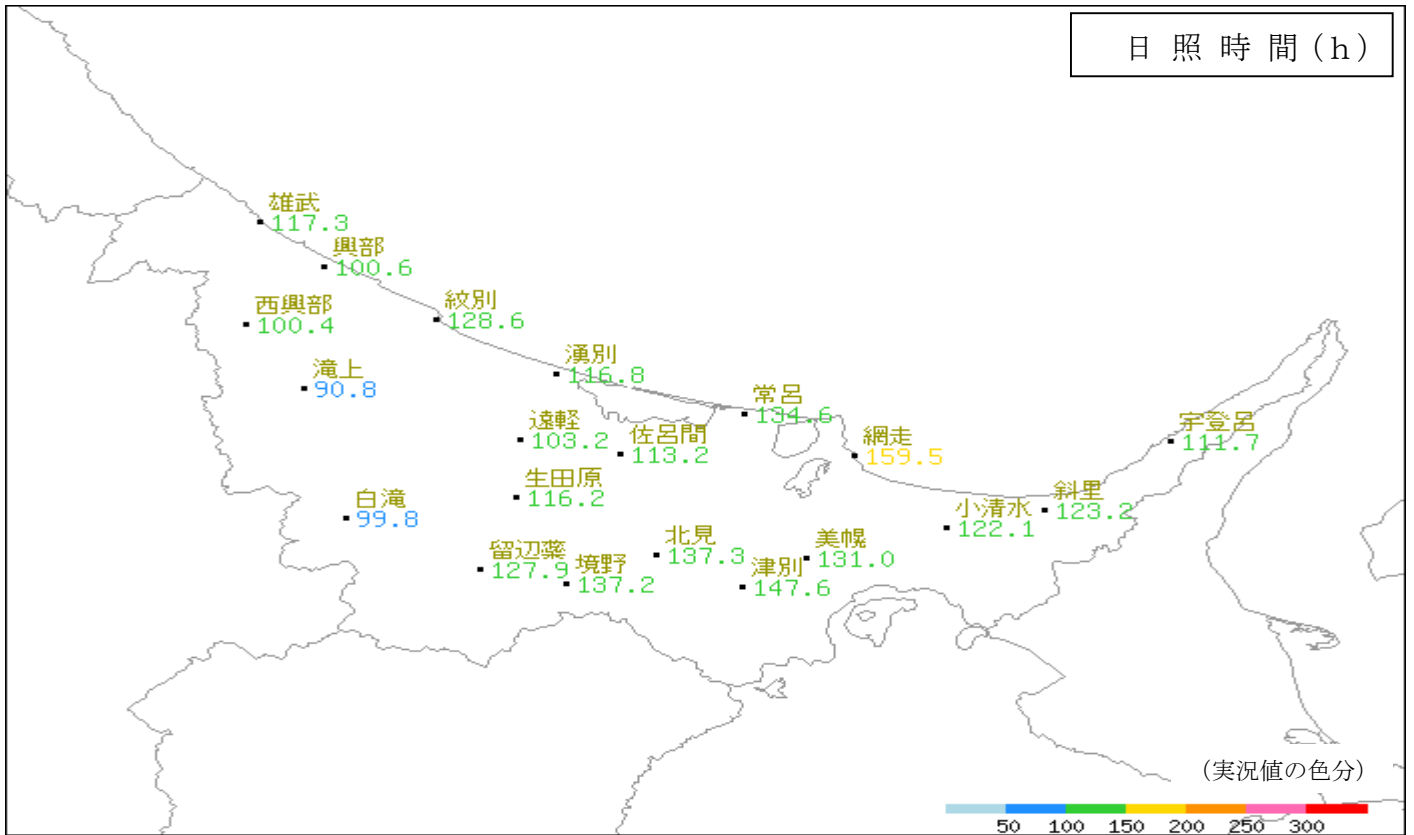 日照時間(h)
雄武
117.3
興部
100.6
西興部
100.4
紋別
128.6
滝上
90.8
湧別
116.8
常呂
134.6
遠軽
103.2
佐呂間
113.2
網走
159.5
宇登呂
111.7
生田原
116.2
白滝
99.8
斜里
123.2
小清水
122.1
北見
137.3
美幌
131.0
留辺蘂
127.9
境野
137.2
津別
147.6
(実況値の色分)
50 100 150 200 250 300